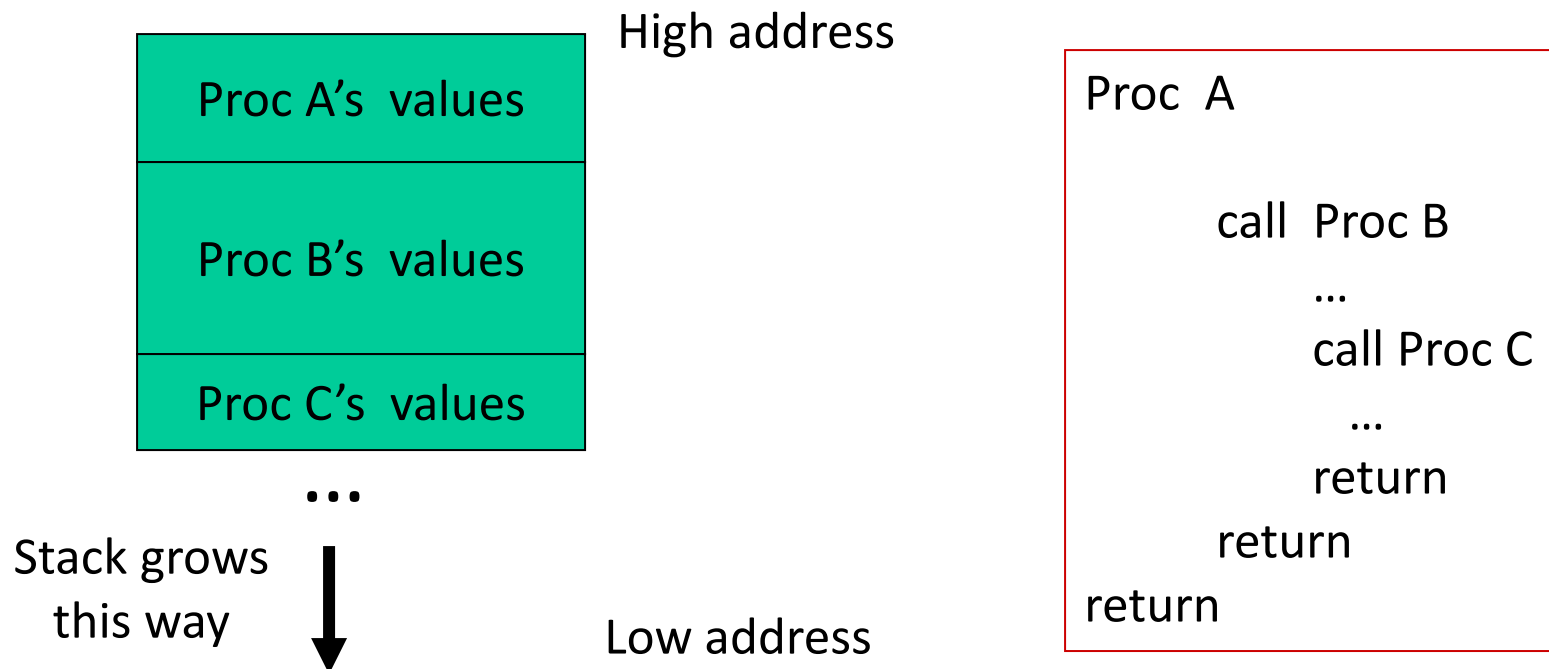 High address
Proc A’s values
Proc B’s values
Proc C’s values
...
Stack grows
this way
Low address
Proc A
call Proc B
...
call Proc C
...
return
return
return